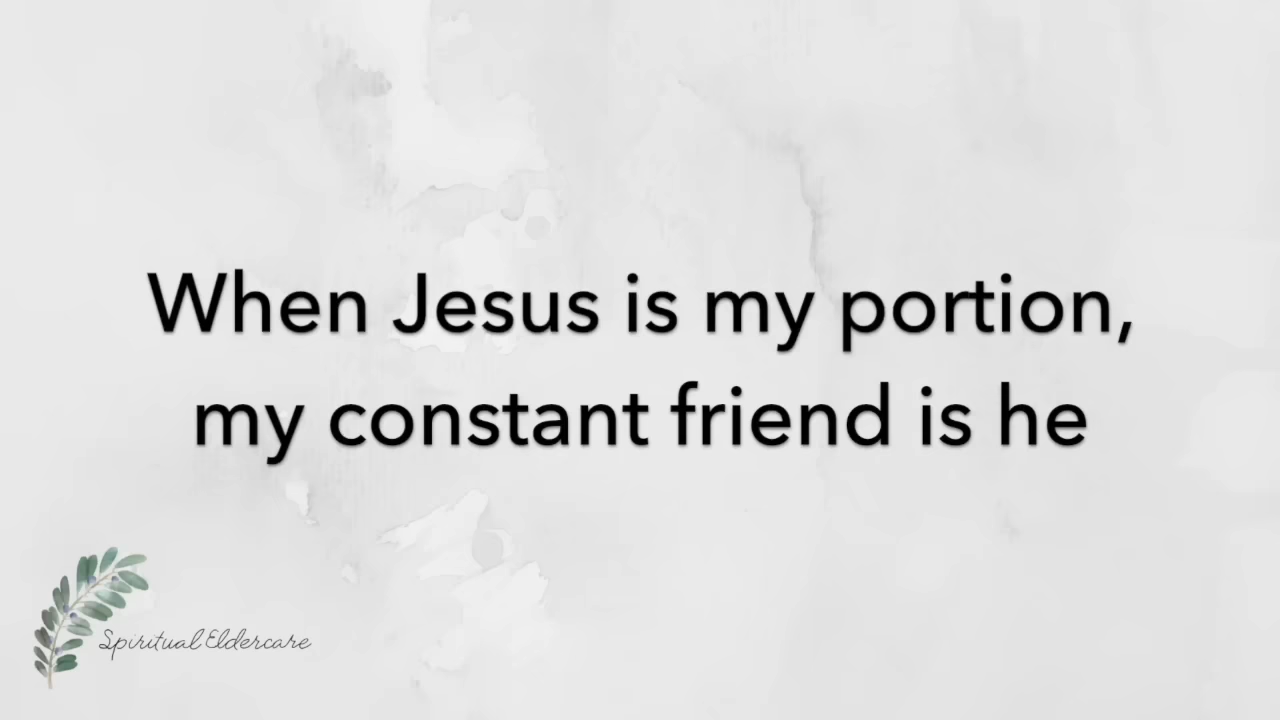 When Jesus is my portion,
my constant friend is he
Spiritual Eldercare